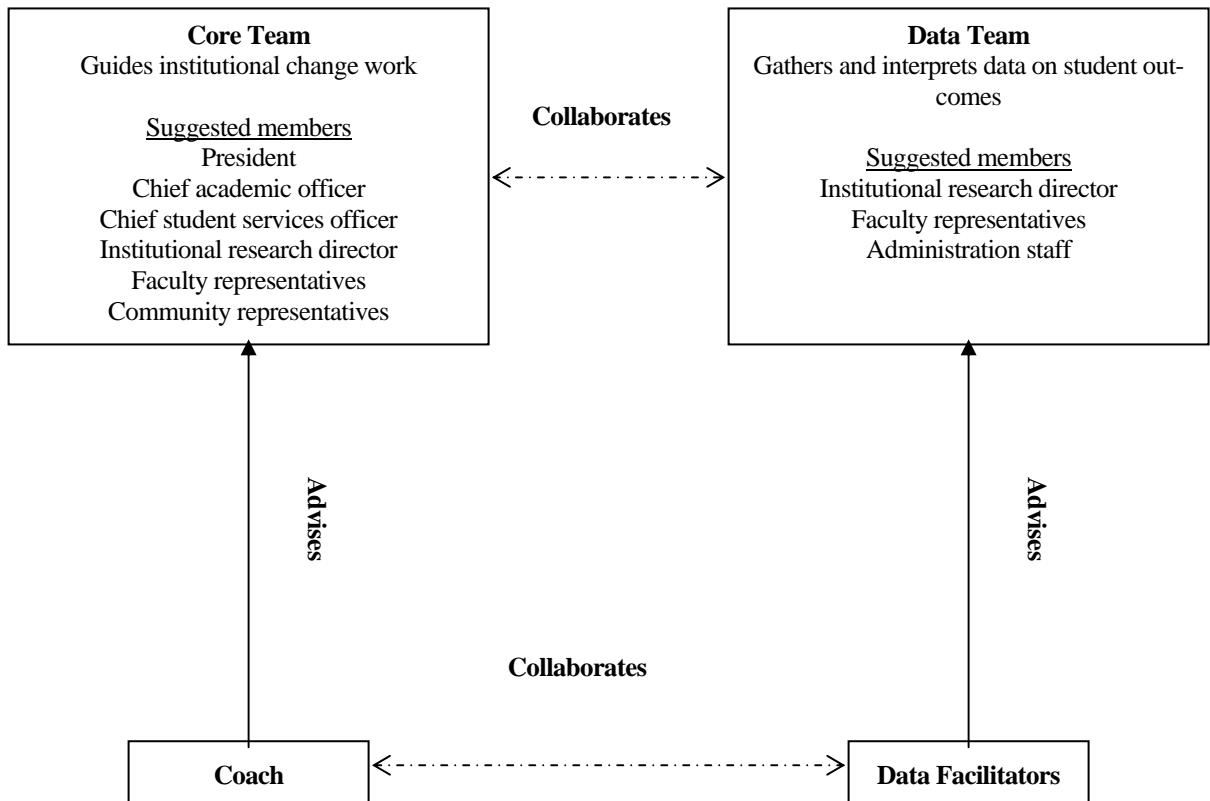 Core Team
Guides institutional change work
Suggested members
President
Chief academic officer
Chief student services officer
Institutional research director
Faculty representatives
Community representatives
Collaborates
Data Team
Gathers and interprets data on student out-
comes
Suggested members
Institutional research director
Faculty representatives
Administration staff
Advises
Advises
Collaborates
Coach
Data Facilitators